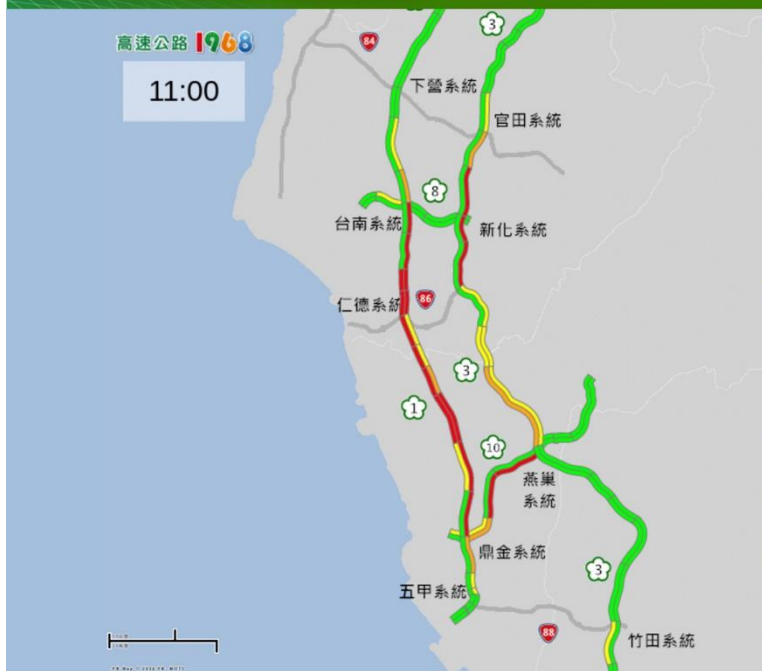 高速公路 1968
11:00
84
3
下營系統
官田系統
8
台南系統
新化系統
仁德系統
86
3
1
10
燕巢
系統
鼎金系統
3
五甲系統
88
竹田系統